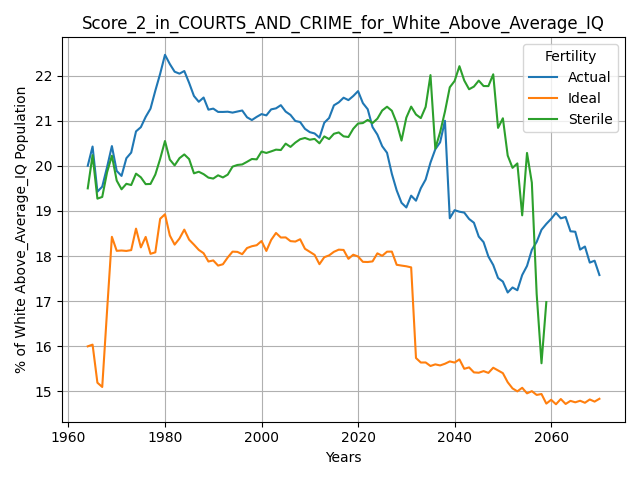 Score_2_in_COURTS_AND_CRIME_for_White_Above_Average_IQ
% of White Above_Average_IQ Population
22
21
20
19
18
17
16
15
1960
1980
2000
2020
2040
2060
Years
Fertility
Actual
Ideal
Sterile